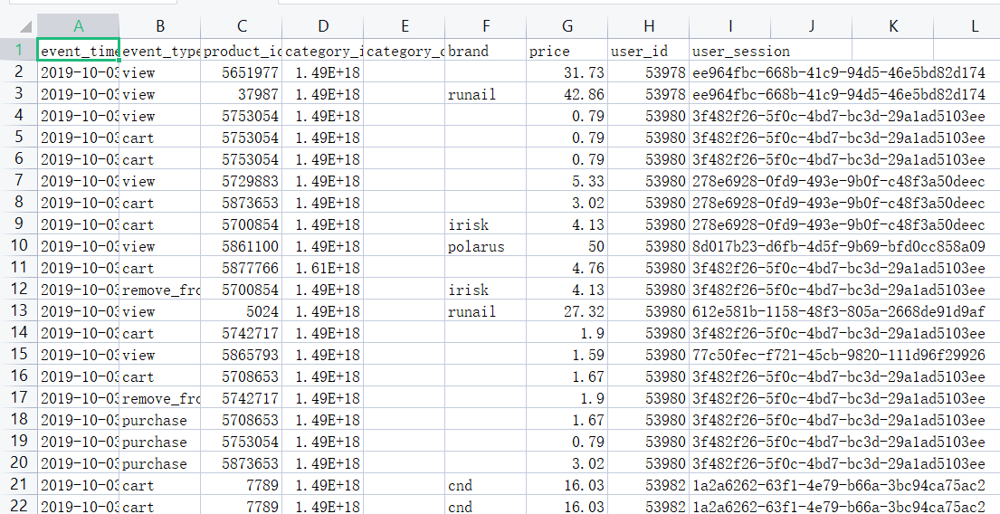 A B C D E F G H I J K L
1 event_time event_type product_id category_i category_c brand price user_id user_session
2 2019-10-03 view 5651977 1.49E+18 31.73 53978 ee964fbc-668b-41c9-94d5-46e5bd82d174
3 2019-10-03 view 37987 1.49E+18 runail 42.86 53978 ee964fbc-668b-41c9-94d5-46e5bd82d174
4 2019-10-03 view 5753054 1.49E+18 0.79 53980 3f482f26-5f0c-4bd7-bc3d-29a1ad5103ee
5 2019-10-03 cart 5753054 1.49E+18 0.79 53980 3f482f26-5f0c-4bd7-bc3d-29a1ad5103ee
6 2019-10-03 cart 5753054 1.49E+18 0.79 53980 3f482f26-5f0c-4bd7-bc3d-29a1ad5103ee
7 2019-10-03 view 5729883 1.49E+18 5.33 53980 278e6928-0fd9-493e-9b0f-c48f3a50deec
8 2019-10-03 cart 5873653 1.49E+18 3.02 53980 278e6928-0fd9-493e-9b0f-c48f3a50deec
9 2019-10-03 cart 5700854 1.49E+18 irisk 4.13 53980 278e6928-0fd9-493e-9b0f-c48f3a50deec
10 2019-10-03 view 5861100 1.49E+18 polarus 50 53980 8d017b23-d6fb-4d5f-9b69-bfd0cc858a09
11 2019-10-03 cart 5877766 1.61E+18 4.76 53980 3f482f26-5f0c-4bd7-bc3d-29a1ad5103ee
12 2019-10-03 remove_fro 5700854 1.49E+18 irisk 4.13 53980 3f482f26-5f0c-4bd7-bc3d-29a1ad5103ee
13 2019-10-03 view 5024 1.49E+18 runail 27.32 53980 612e581b-1158-48f3-805a-2668de91d9af
14 2019-10-03 cart 5742717 1.49E+18 1.9 53980 3f482f26-5f0c-4bd7-bc3d-29a1ad5103ee
15 2019-10-03 view 5865793 1.49E+18 1.59 53980 77c50fec-f721-45cb-9820-111d96f29926
16 2019-10-03 cart 5708653 1.49E+18 1.67 53980 3f482f26-5f0c-4bd7-bc3d-29a1ad5103ee
17 2019-10-03 remove_fro 5742717 1.49E+18 1.9 53980 3f482f26-5f0c-4bd7-bc3d-29a1ad5103ee
18 2019-10-03 purchase 5708653 1.49E+18 1.67 53980 3f482f26-5f0c-4bd7-bc3d-29a1ad5103ee
19 2019-10-03 purchase 5753054 1.49E+18 0.79 53980 3f482f26-5f0c-4bd7-bc3d-29a1ad5103ee
20 2019-10-03 purchase 5873653 1.49E+18 3.02 53980 3f482f26-5f0c-4bd7-bc3d-29a1ad5103ee
21 2019-10-03 cart 7789 1.49E+18 cnd 16.03 53982 1a2a6262-63f1-4e79-b66a-3bc94ca75ac2
22 2019-10-03 cart 7789 1.49E+18 cnd 16.03 53982 1a2a6262-63f1-4e79-b66a-3bc94ca75ac2